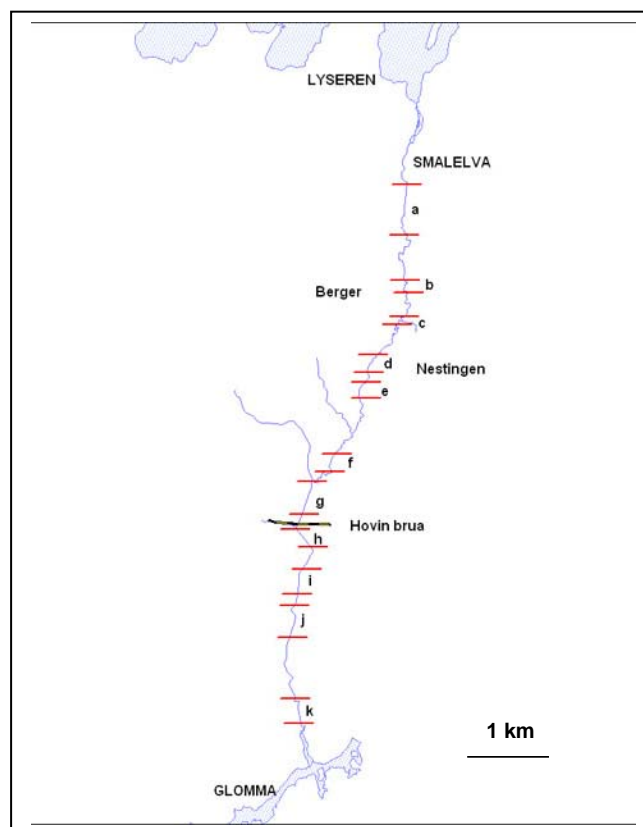 LYSEREN
SMALELVA
a
b
Berger
c
d
Nestingen
e
f
g
Hovin brua
h
i
j
k
1 km
GLOMMA